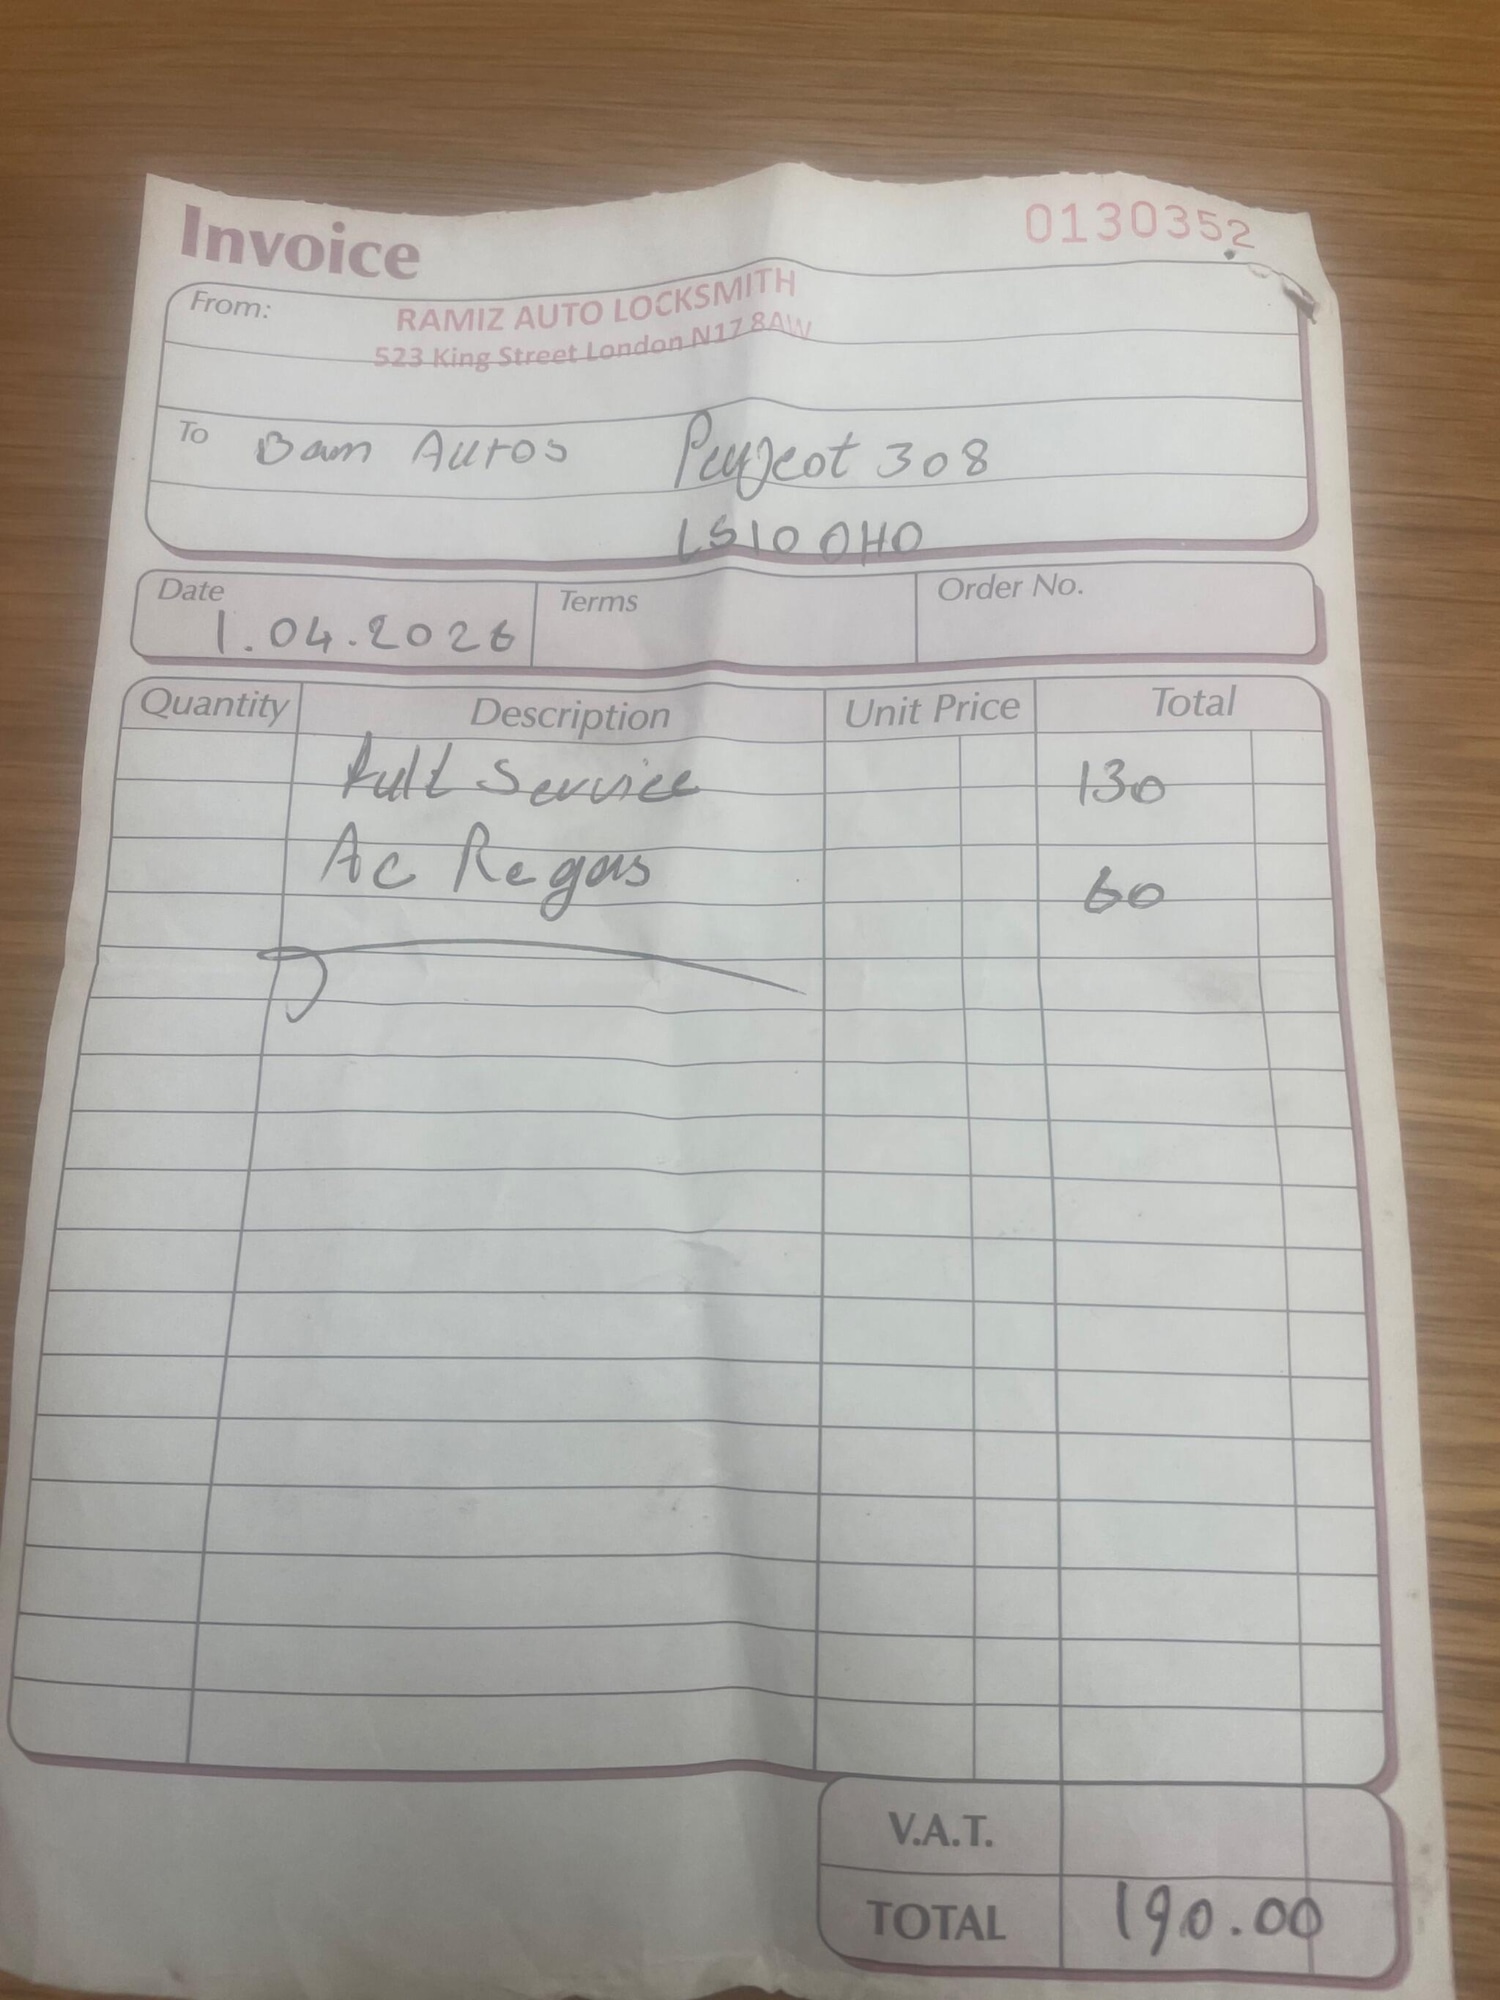 Invoice 0130352
From: RAMIZ AUTO LOCKSMITH
523 King Street London N17 8AW
To Bam Autos Peugeot 308
LS10 OHO
Date Terms Order No.
1.04.2026
Quantity Description Unit Price Total
Full Service 130
Ac Regas 60
V.A.T.
TOTAL 190.00